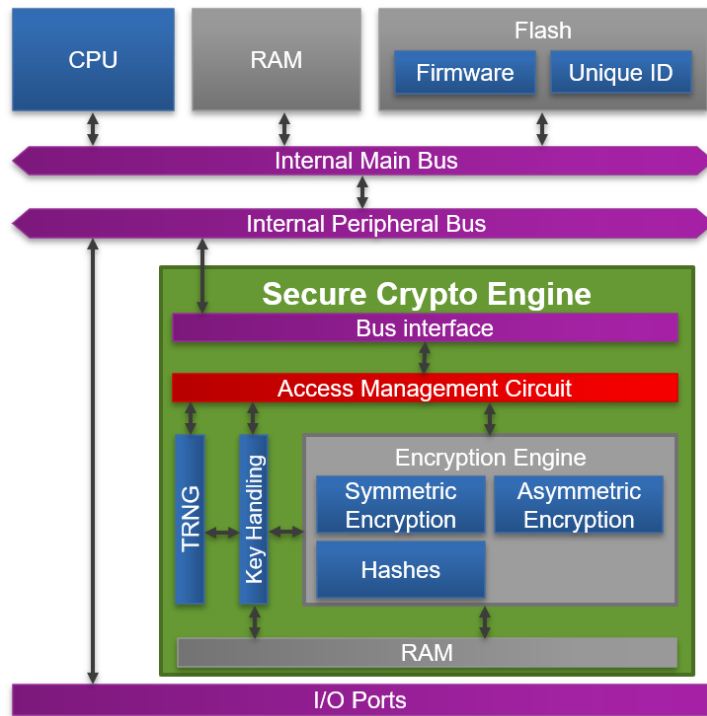 CPU
RAM
Flash
Firmware
Unique ID
Internal Main Bus
Internal Peripheral Bus
Secure Crypto Engine
Bus interface
Access Management Circuit
TRNG
Key Handling
Encryption Engine
Symmetric
Encryption
Asymmetric
Encryption
Hashes
RAM
I/O Ports